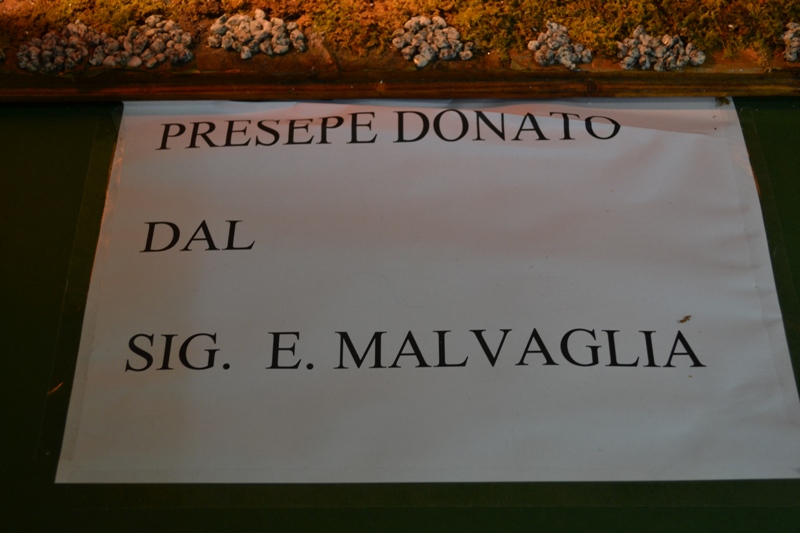 PRESEPE DONATO
DAL
SIG. E. MALVAGLIA